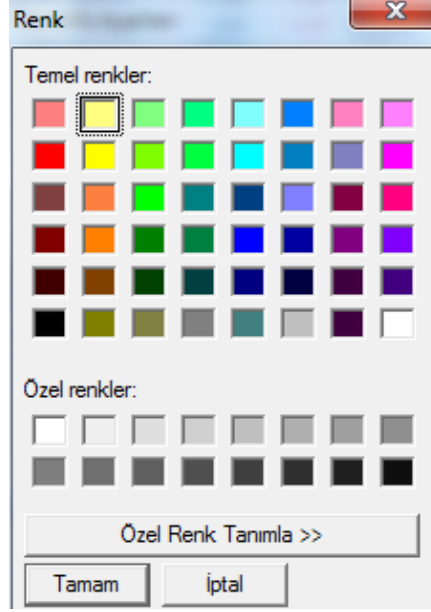 Renk
Temel renkler:
Özel renkler:
Özel Renk Tanımla >>
Tamam
İptal